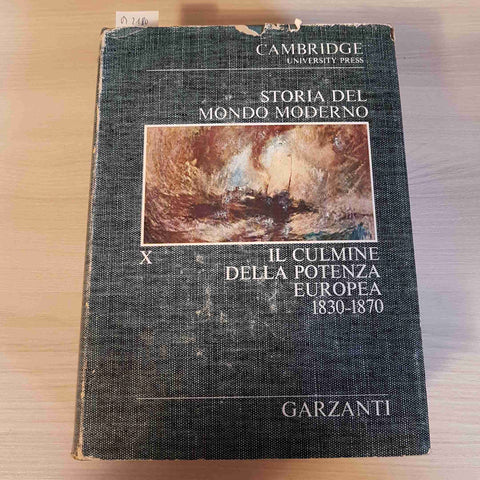 CAMBRIDGE
UNIVERSITY PRESS
STORIA DEL
MONDO MODERNO
X
IL CULMINE
DELLA POTENZA
EUROPEA
1830-1870
GARZANTI